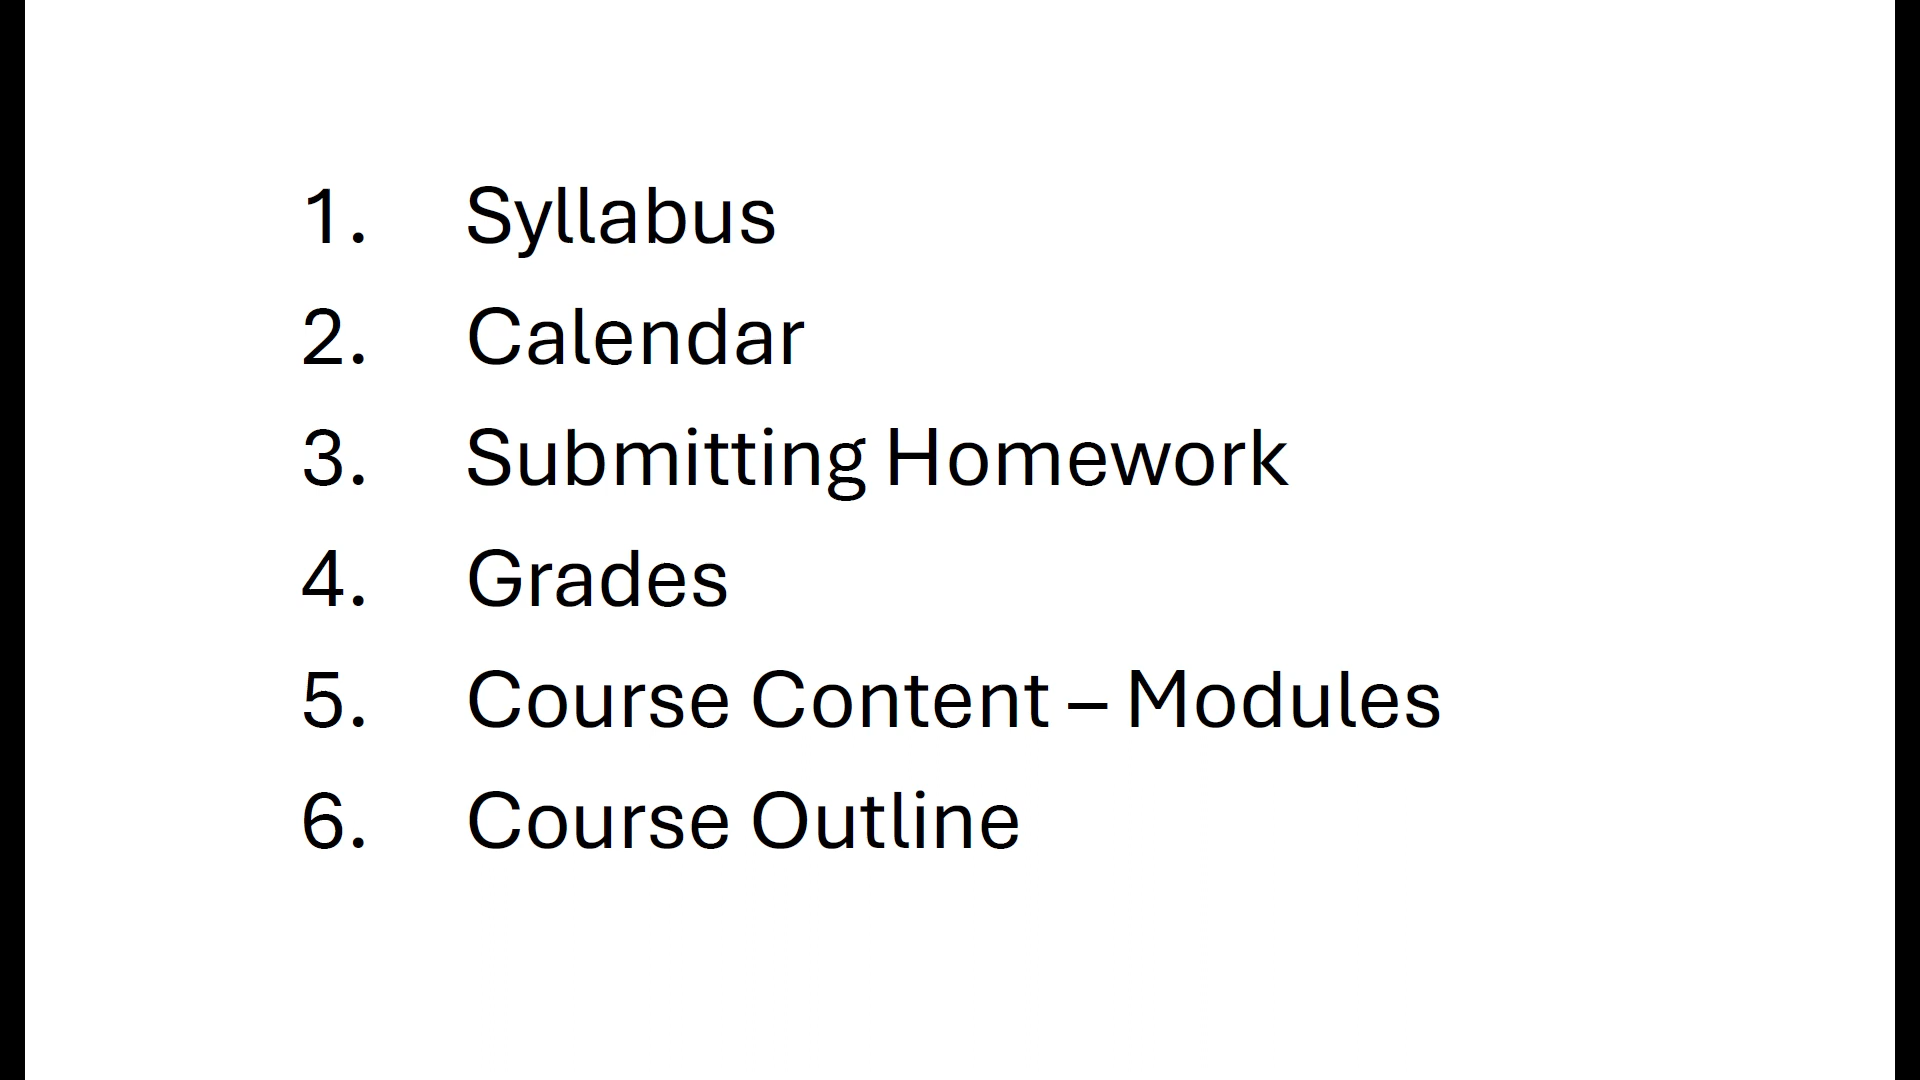 1. Syllabus
2. Calendar
3. Submitting Homework
4. Grades
5. Course Content – Modules
6. Course Outline